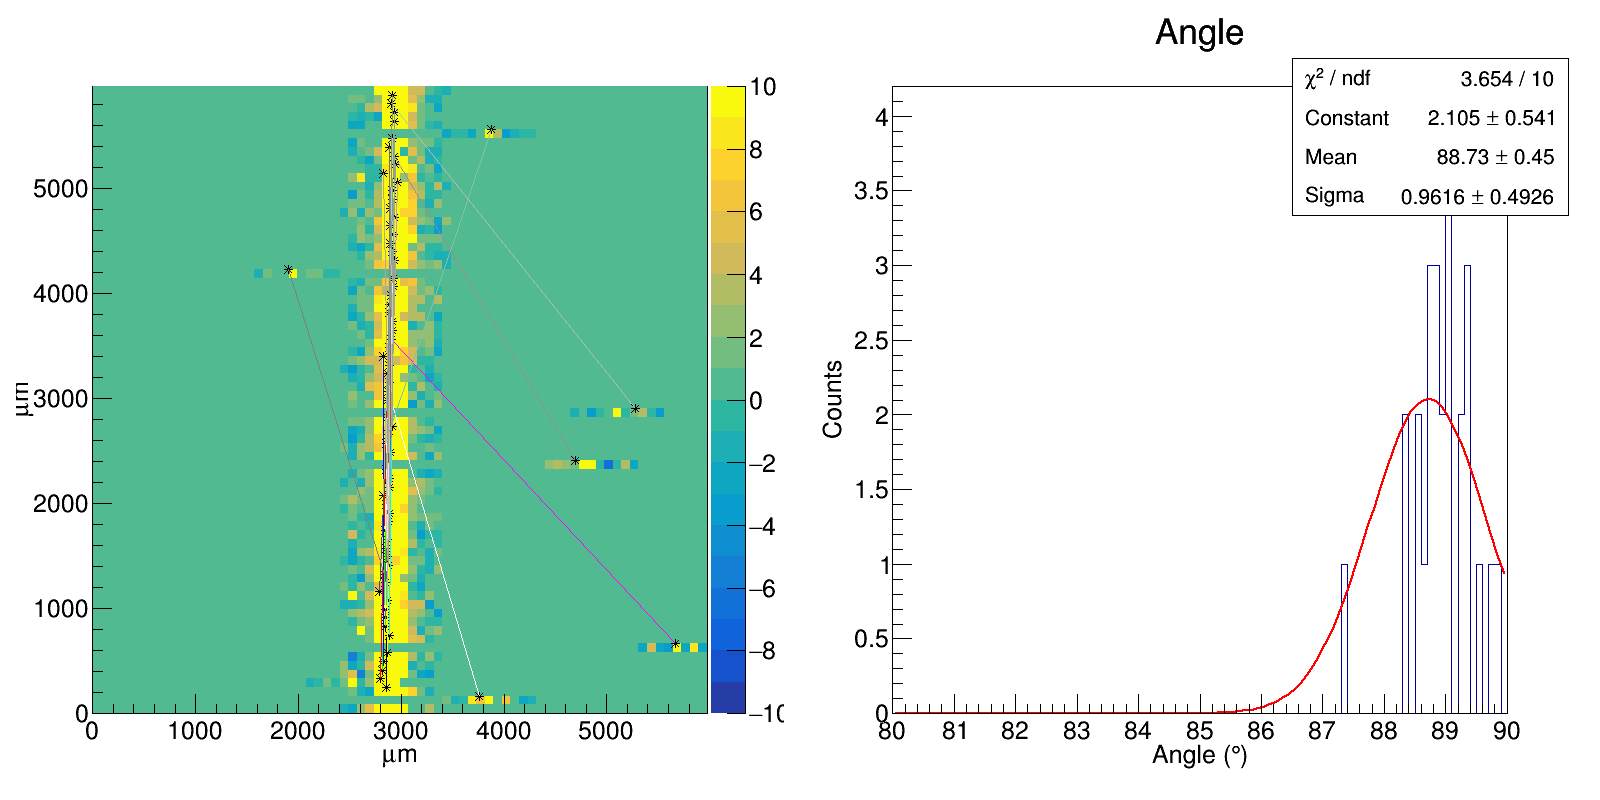 Angle
χ² / ndf 3.654 / 10
Constant 2.105 ± 0.541
Mean 88.73 ± 0.45
Sigma 0.9616 ± 0.4926
5000
4000
3000
2000
1000
0
µm
0 1000 2000 3000 4000 5000
µm
10
8
6
4
2
0
−2
−4
−6
−8
−10
4
3.5
3
2.5
2
1.5
1
0.5
0
Counts
80 81 82 83 84 85 86 87 88 89 90
Angle (°)